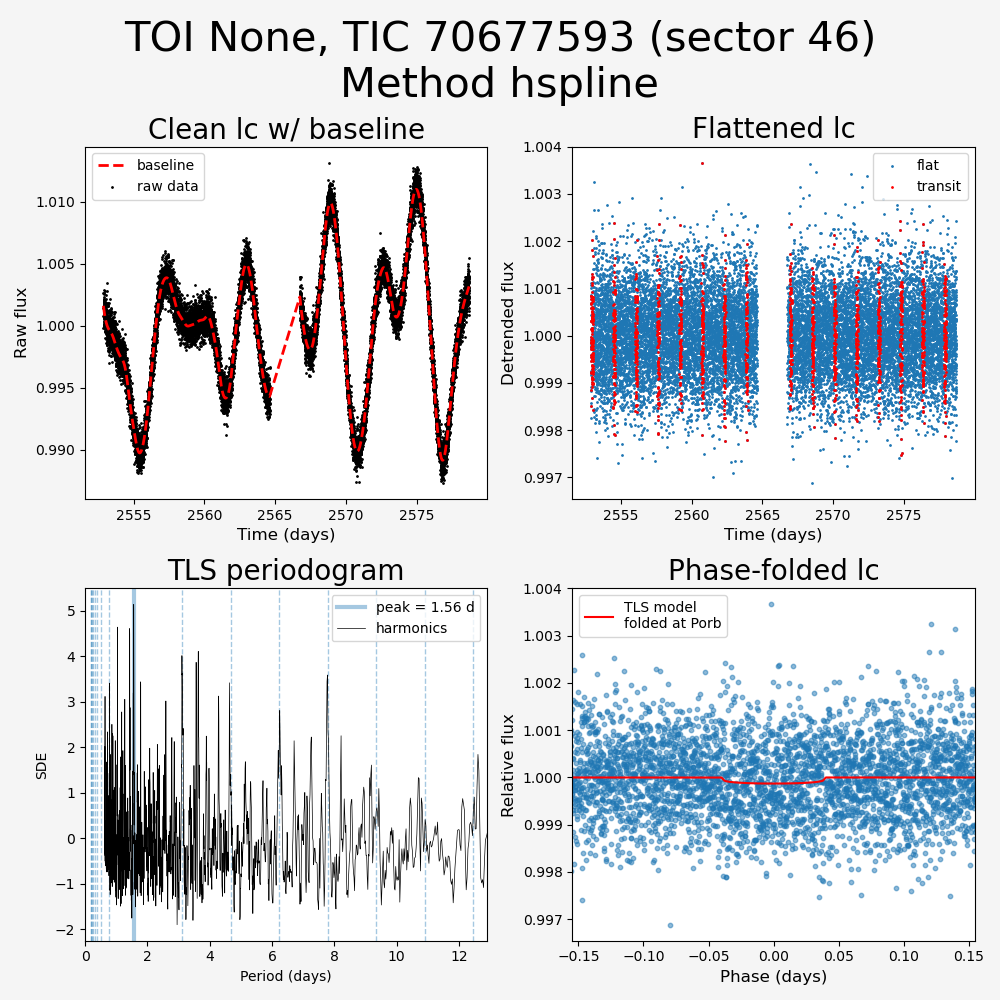 TOI None, TIC 70677593 (sector 46)
Method hspline
Clean lc w/ baseline
baseline
raw data
1.010
1.005
1.000
0.995
0.990
Raw flux
2555 2560 2565 2570 2575
Time (days)
Flattened lc
flat
transit
1.004
1.003
1.002
1.001
1.000
0.999
0.998
0.997
Detrended flux
2555 2560 2565 2570 2575
Time (days)
TLS periodogram
peak = 1.56 d
harmonics
5
4
3
2
1
0
−1
−2
SDE
0 2 4 6 8 10 12
Period (days)
Phase-folded lc
TLS model
folded at Porb
1.004
1.003
1.002
1.001
1.000
0.999
0.998
0.997
Relative flux
−0.15 −0.10 −0.05 0.00 0.05 0.10 0.15
Phase (days)